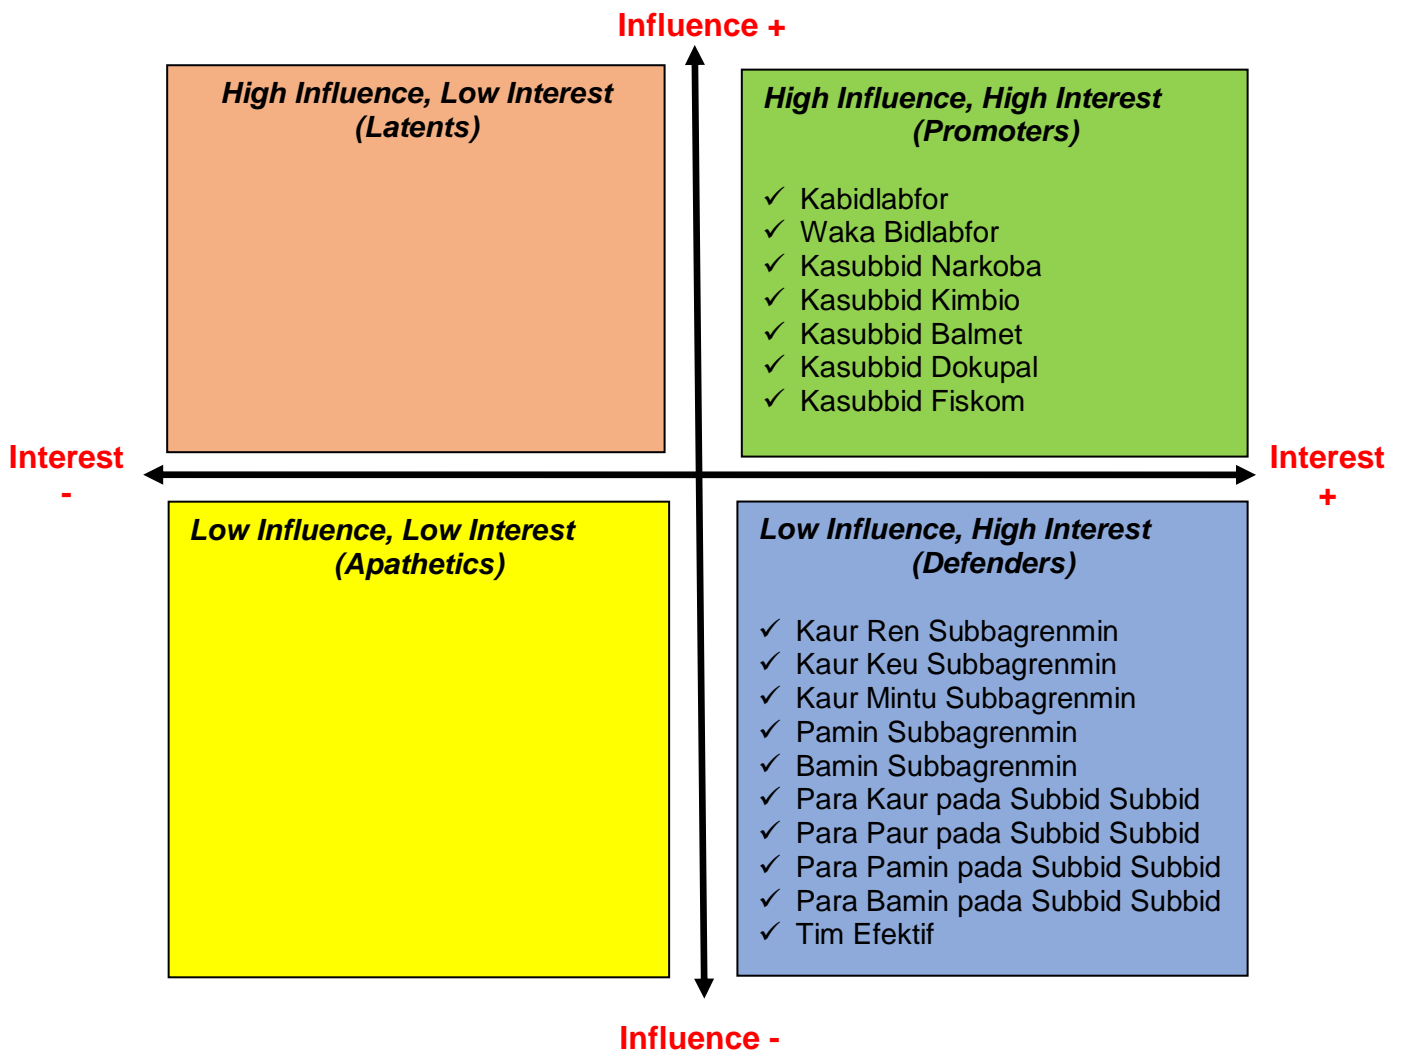 Influence +
High Influence, Low Interest
(Latents)
High Influence, High Interest
(Promoters)
✓ Kabidlabfor
✓ Waka Bidlabfor
✓ Kasubbid Narkoba
✓ Kasubbid Kimbio
✓ Kasubbid Balmet
✓ Kasubbid Dokupal
✓ Kasubbid Fiskom
Interest
-
Interest
+
Low Influence, Low Interest
(Apathetics)
Low Influence, High Interest
(Defenders)
✓ Kaur Ren Subbagrenmin
✓ Kaur Keu Subbagrenmin
✓ Kaur Mintu Subbagrenmin
✓ Pamin Subbagrenmin
✓ Bamin Subbagrenmin
✓ Para Kaur pada Subbid Subbid
✓ Para Paur pada Subbid Subbid
✓ Para Pamin pada Subbid Subbid
✓ Para Bamin pada Subbid Subbid
✓ Tim Efektif
Influence -